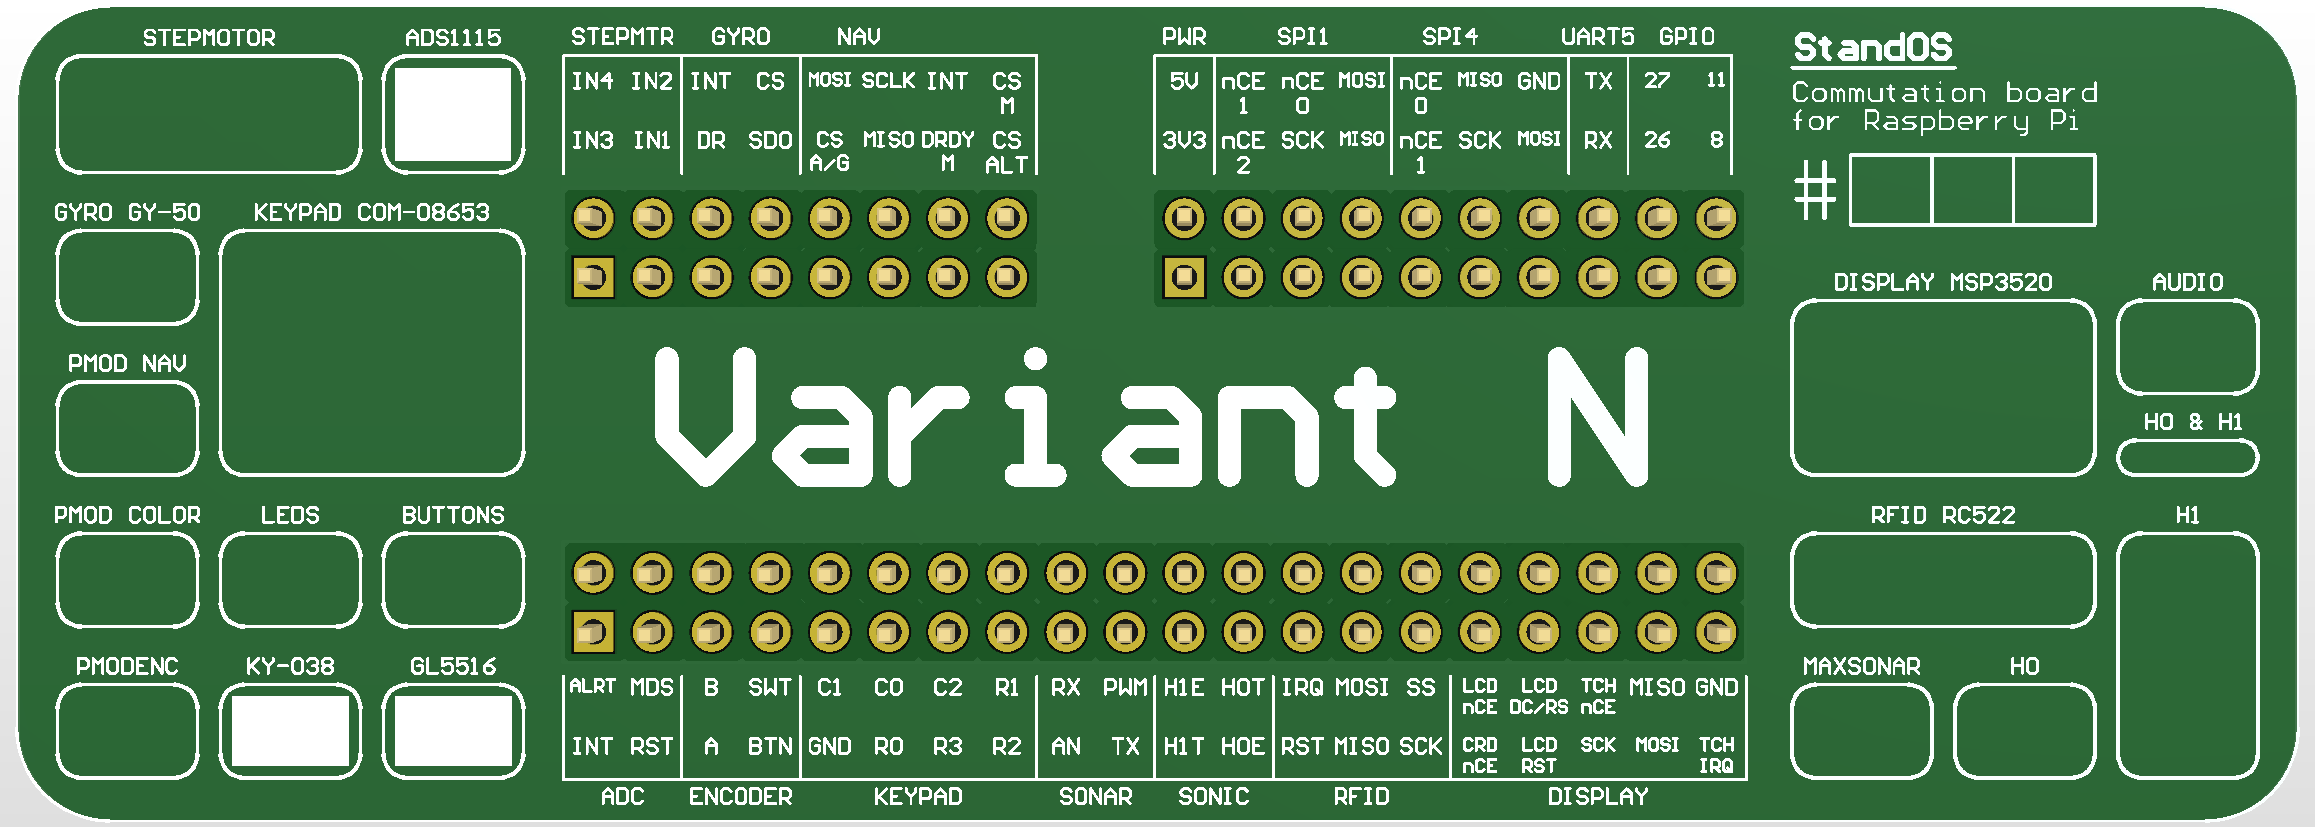 STEPMOTOR ADS1115 STEPMTR GYRO NAV PWR SPI1 SPI4 UART5 GPIO
StandOS
IN4 IN2 INT CS MOSI SCLK INT CS M 5V nCE 1 nCE 0 MOSI nCE 0 MISO GND TX 27 11
Commutation board
for Raspberry Pi
IN3 IN1 DR SDO CS A/G MISO DRDY M CS ALT 3V3 nCE 2 SCK MISO nCE 1 SCK MOSI RX 26 8
#
GYRO GY-50 KEYPAD COM-08653
DISPLAY MSP3520 AUDIO
PMOD NAV
Variant N
H0 & H1
PMOD COLOR LEDS BUTTONS
RFID RC522 H1
PMODENC KY-038 GL5516
MAXSONAR H0
ALRT MDS B SWT C1 C0 C2 R1 RX PWM H1E H0T IRQ MOSI SS LCD nCE LCD DC/RS TCH nCE MISO GND
INT RST A BTN GND R0 R3 R2 AN TX H1T H0E RST MISO SCK CRD nCE LCD RST SCK MOSI TCH IRQ
ADC ENCODER KEYPAD SONAR SONIC RFID DISPLAY